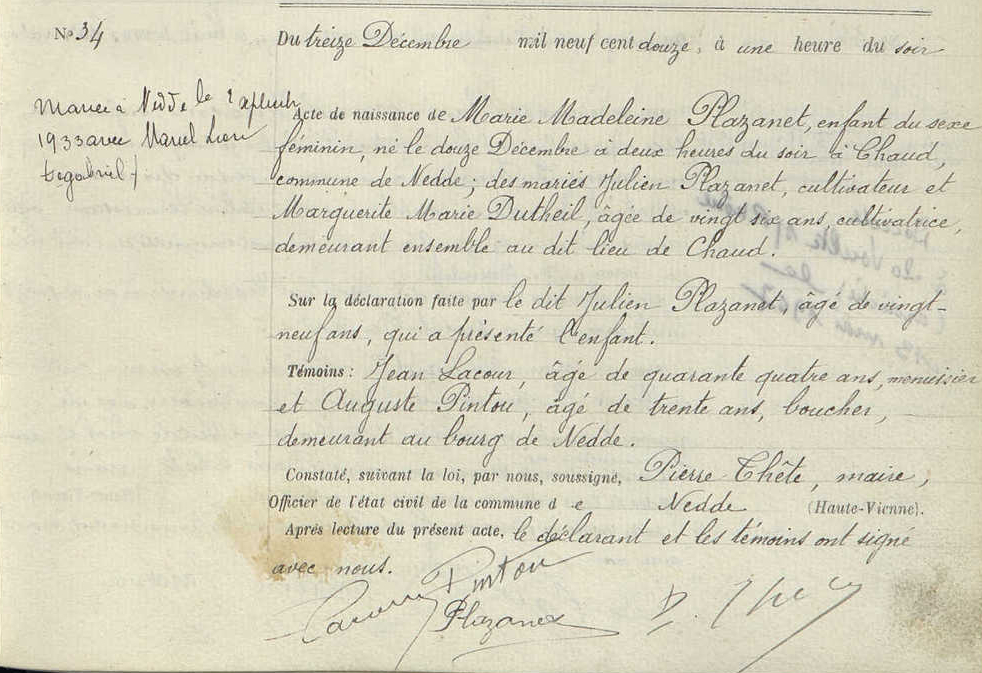 N° 34
Du treize Décembre mil neuf cent douze, à une heure du soir
Mariée à Nedde le 2 septembre
1933 avec Marcel Léon
Legabriel
Acte de naissance de Marie Madeleine Plazanet, enfant du sexe
féminin, né le douze Décembre à deux heures du soir à Chaud,
commune de Nedde; des mariés Julien Plazanet, cultivateur et
Marguerite Marie Dutheil, âgée de vingt six ans, cultivatrice,
demeurant ensemble au dit lieu de Chaud.
Sur la déclaration faite par le dit Julien Plazanet, âgé de vingt-
neuf ans, qui a présenté l'enfant.
Témoins: Jean Lacour, âgé de quarante quatre ans, menuisier
et Auguste Pintou, âgé de trente ans, boucher,
demeurant au bourg de Nedde.
Constaté, suivant la loi, par nous, soussigné, Pierre Thête, maire,
Officier de l'état civil de la commune de Nedde (Haute-Vienne).
Après lecture du présent acte, le déclarant et les témoins ont signé
avec nous.
Pintou
Lacour
Plazanet